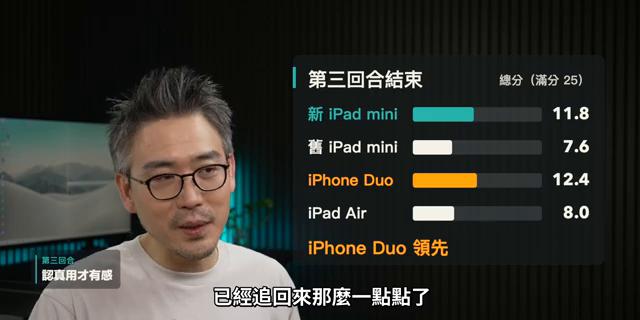 第三回合結束
總分（滿分 25）
新 iPad mini 11.8
舊 iPad mini 7.6
iPhone Duo 12.4
iPad Air 8.0
iPhone Duo 領先
第三回合
認真用才有感
已經追回來那麼一點點了